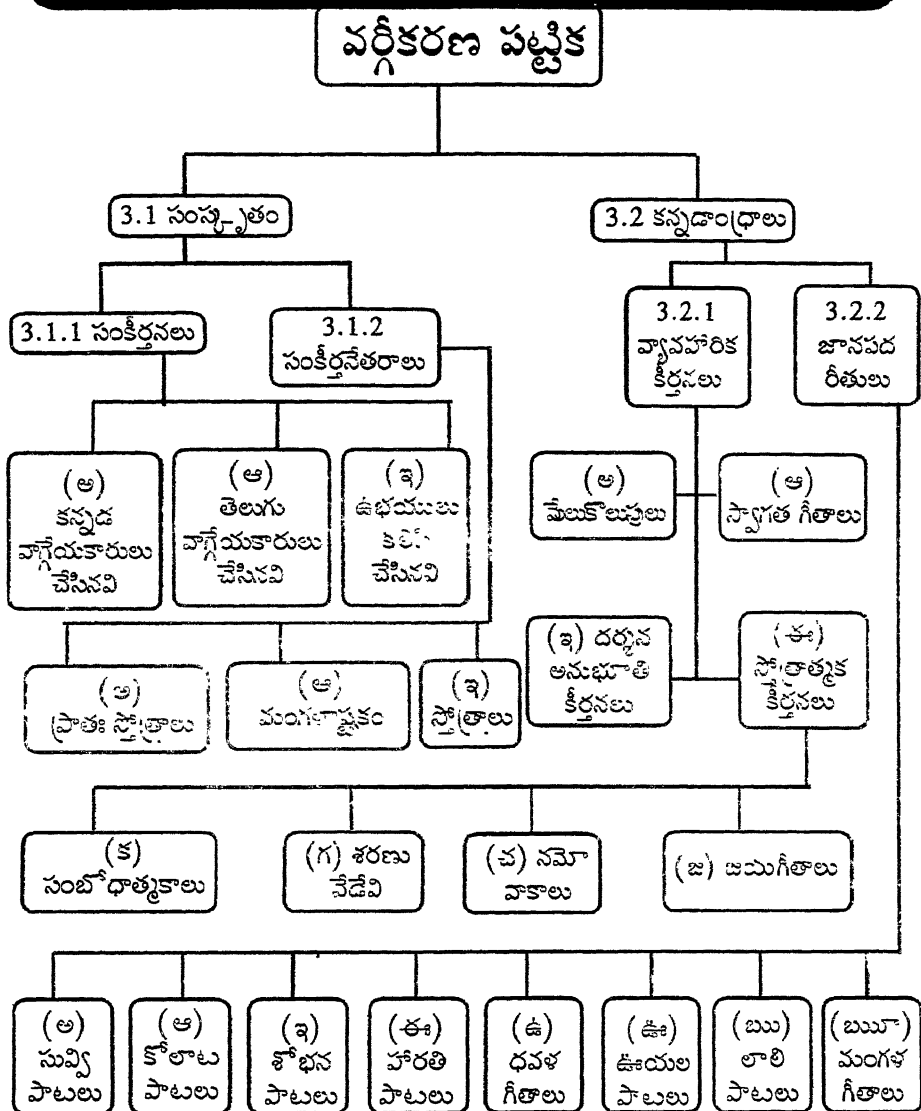 వర్గీకరణ పట్టిక
3.1 సంస్కృతం
3.2 కన్నడాంధ్రాలు
3.1.1 సంకీర్తనలు
3.1.2
సంకీర్తనేతరాలు
3.2.1
వ్యావహారిక
కీర్తనలు
3.2.2
జానపద
రీతులు
(అ)
కన్నడ
వాగ్గేయకారులు
చేసినవి
(ఆ)
తెలుగు
వాగ్గేయకారులు
చేసినవి
(ఇ)
ఉభయులు
కలిసి
చేసినవి
(అ)
మేలుకొలుపులు
(ఆ)
స్వాగత గీతాలు
(అ)
ప్రాతః స్తోత్రాలు
(ఆ)
మంగళాష్టకం
(ఇ)
స్తోత్రాలు
(ఇ) దర్శన
అనుభూతి
కీర్తనలు
(ఈ)
స్తోత్రాత్మక
కీర్తనలు
(క)
సంబోధాత్మకాలు
(గ) శరణు
వేడేవి
(చ) నమో
వాకాలు
(జ) జయగీతాలు
(అ)
సువ్వి
పాటలు
(ఆ)
కోలాట
పాటలు
(ఇ)
శోభన
పాటలు
(ఈ)
హారతి
పాటలు
(ఉ)
ధవళ
గీతాలు
(ఊ)
ఊయల
పాటలు
(ఋ)
లాలి
పాటలు
(ౠ)
మంగళ
గీతాలు